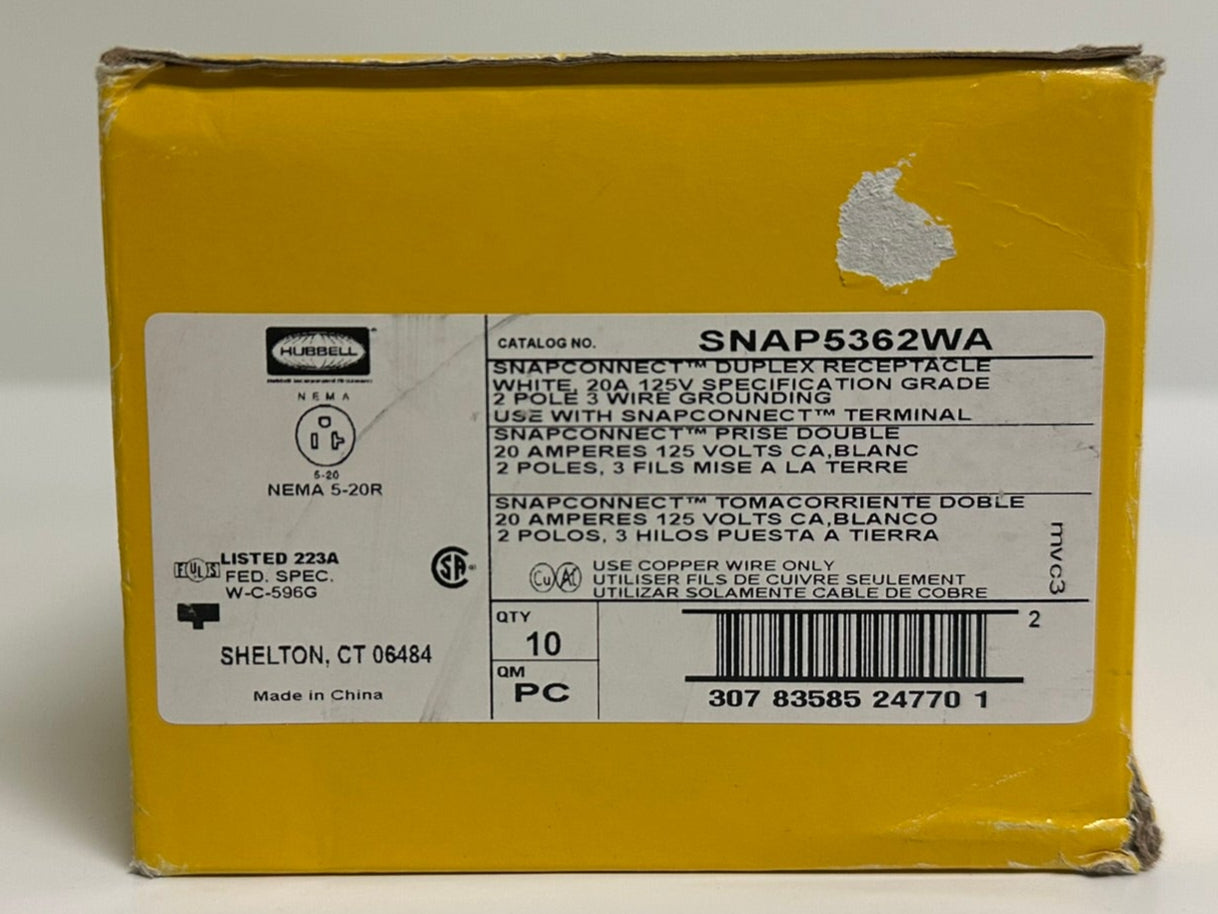 HUBBELL
NEMA
5-20
NEMA 5-20R
UL
LISTED 223A
FED. SPEC.
W-C-596G
SA
SHELTON, CT 06484
Made in China
CATALOG NO. SNAP5362WA
SNAPCONNECT™ DUPLEX RECEPTACLE
WHITE, 20A 125V SPECIFICATION GRADE
2 POLE 3 WIRE GROUNDING
USE WITH SNAPCONNECT™ TERMINAL
SNAPCONNECT™ PRISE DOUBLE
20 AMPERES 125 VOLTS CA,BLANC
2 POLES, 3 FILS MISE A LA TERRE
SNAPCONNECT™ TOMACORRIENTE DOBLE
20 AMPERES 125 VOLTS CA,BLANCO
2 POLOS, 3 HILOS PUESTA A TIERRA
Cu Al
USE COPPER WIRE ONLY
UTILISER FILS DE CUIVRE SEULEMENT
UTILIZAR SOLAMENTE CABLE DE COBRE
mvc3
QTY
10
QM
PC
2
307 83585 24770 1